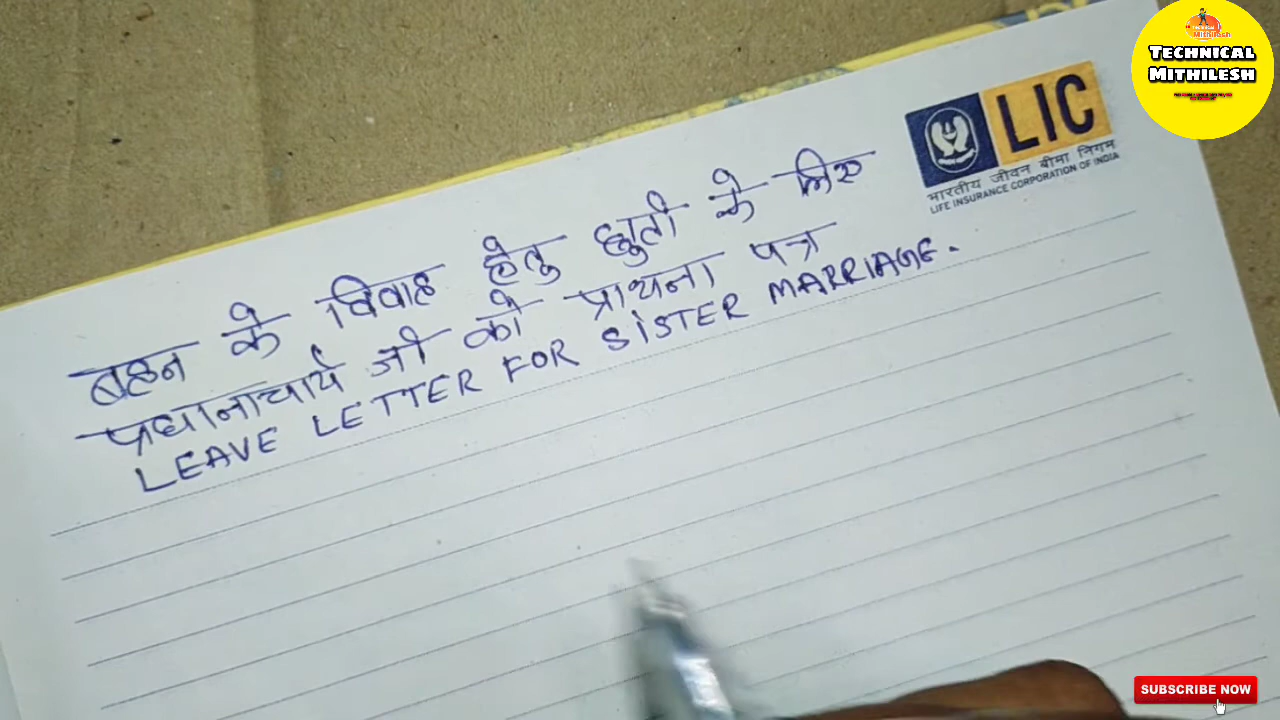 TECHNICAL
MITHILESH
LIC
भारतीय जीवन बीमा निगम
LIFE INSURANCE CORPORATION OF INDIA
बहन के विवाह हेतु छुती के लिए
प्रधानाचार्य जी को प्राथना पत्र
LEAVE LETTER FOR SISTER MARRIAGE.
SUBSCRIBE NOW